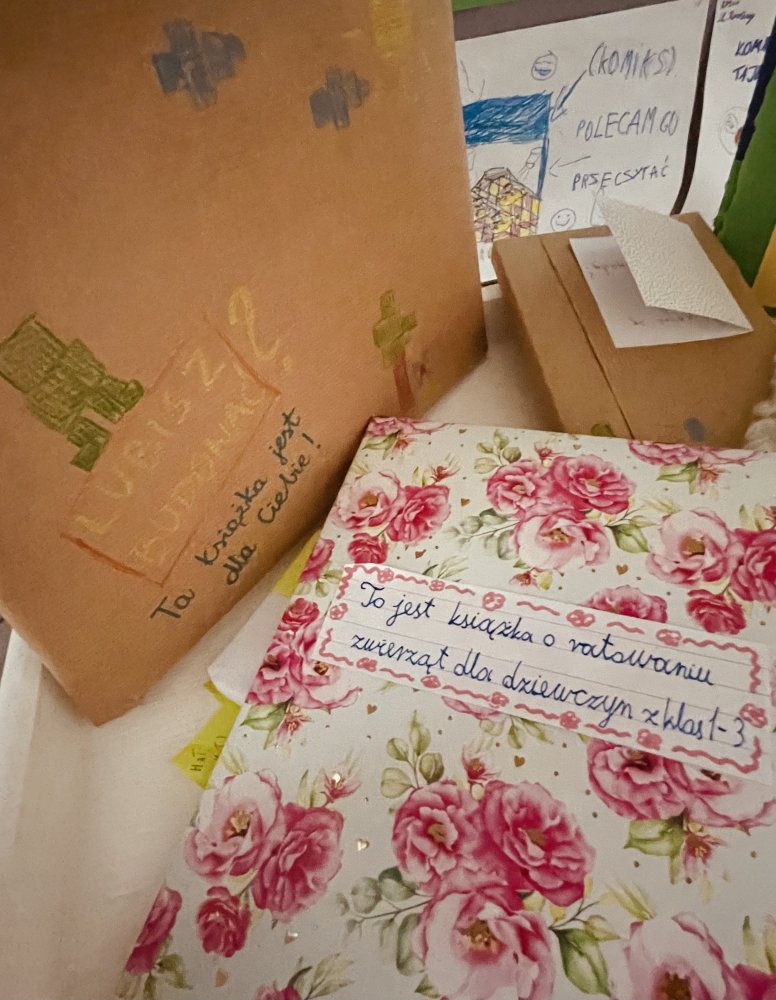 (KOMIKS)
POLECAM GO
PRSECSYTAĆ
LUBISZ
BUDOWAĆ?
Ta książka jest
dla Ciebie!
To jest książka o ratowaniu
zwierząt dla dziewczyn z klas 1-3